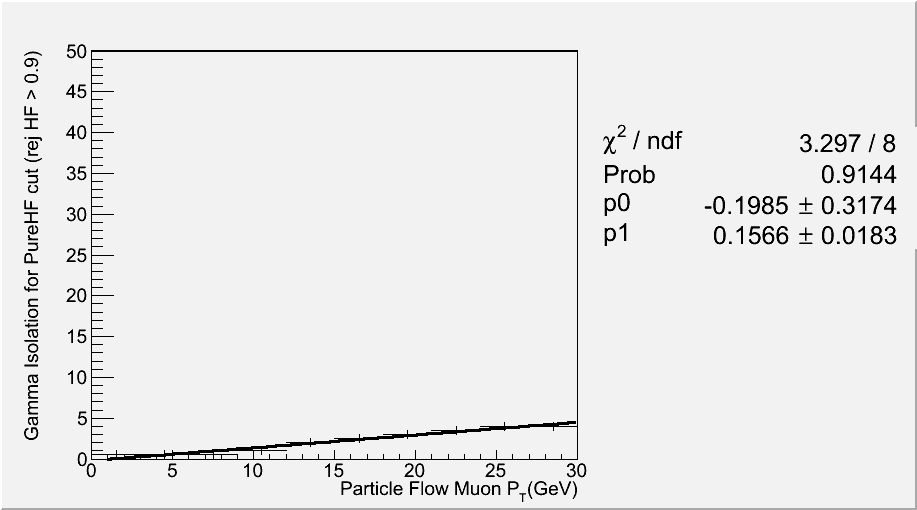 Gamma Isolation for PureHF cut (rej HF > 0.9)
50
45
40
35
30
25
20
15
10
5
0
0 5 10 15 20 25 30
Particle Flow Muon P_T(GeV)
χ² / ndf 3.297 / 8
Prob 0.9144
p0 -0.1985 ± 0.3174
p1 0.1566 ± 0.0183